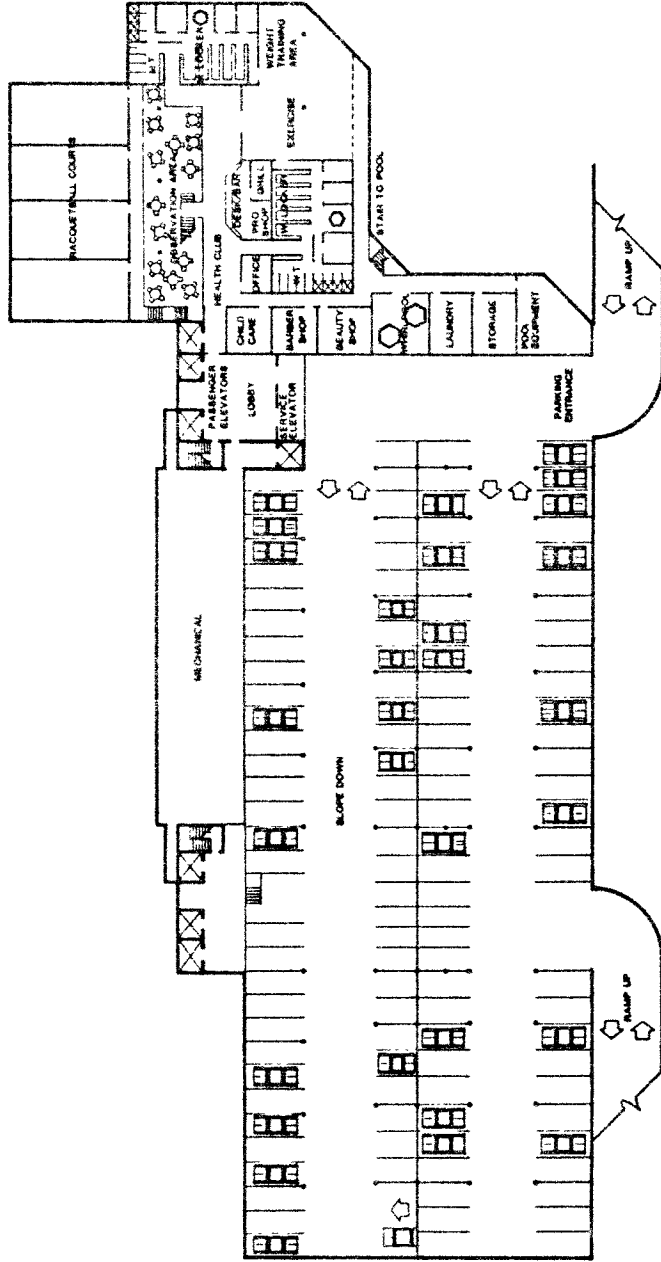 RACQUETBALL COURTS
OBSERVATION AREA
MECHANICAL
PASSENGER
ELEVATORS
HEALTH CLUB
LOBBY
CHILD
CARE
OFFICE
DESK/BAR
PRO
SHOP
GRILL
WEIGHT
TRAINING
AREA
EXERCISE
SERVICE
ELEVATOR
BARBER
SHOP
BEAUTY
SHOP
SLOPE DOWN
WHIRLPOOL
STAIR TO POOL
LAUNDRY
STORAGE
POOL
EQUIPMENT
PARKING
ENTRANCE
RAMP UP
RAMP UP